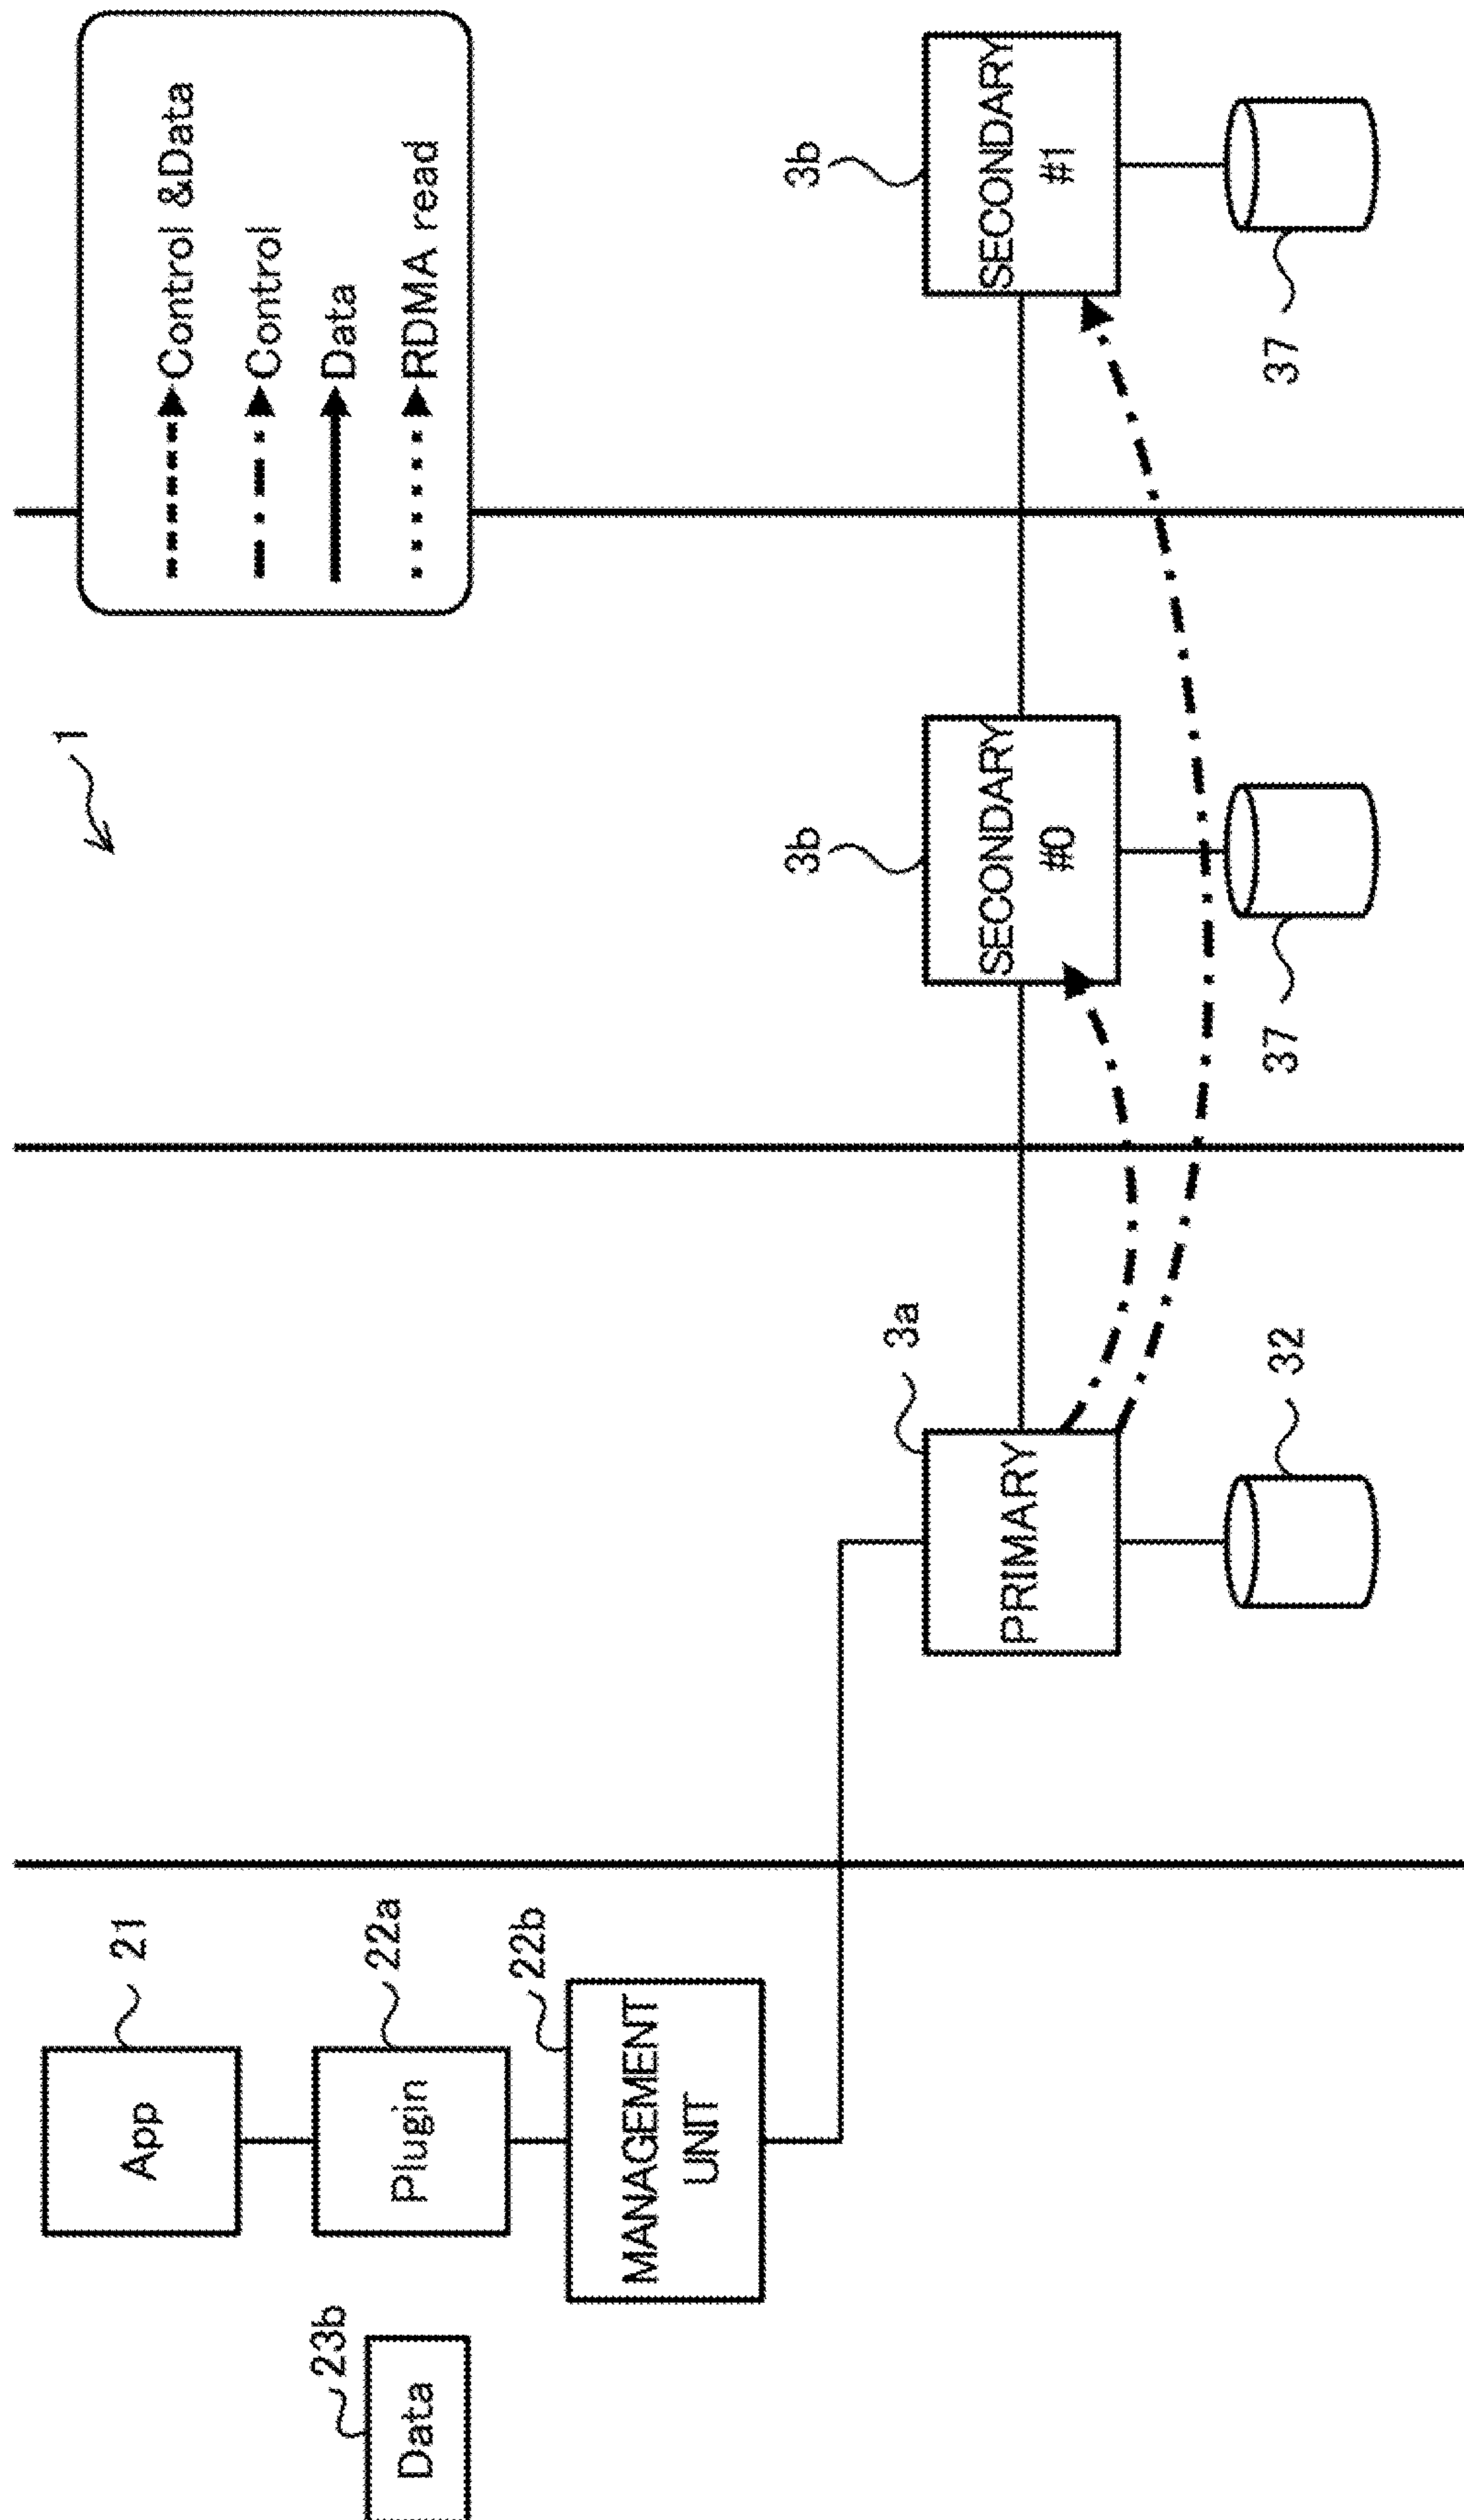 1
Control &Data
Control
Data
RDMA read
21
App
22a
Plugin
22b
MANAGEMENT
UNIT
23b
Data
3a
PRIMARY
32
3b
SECONDARY
#0
37
3b
SECONDARY
#1
37